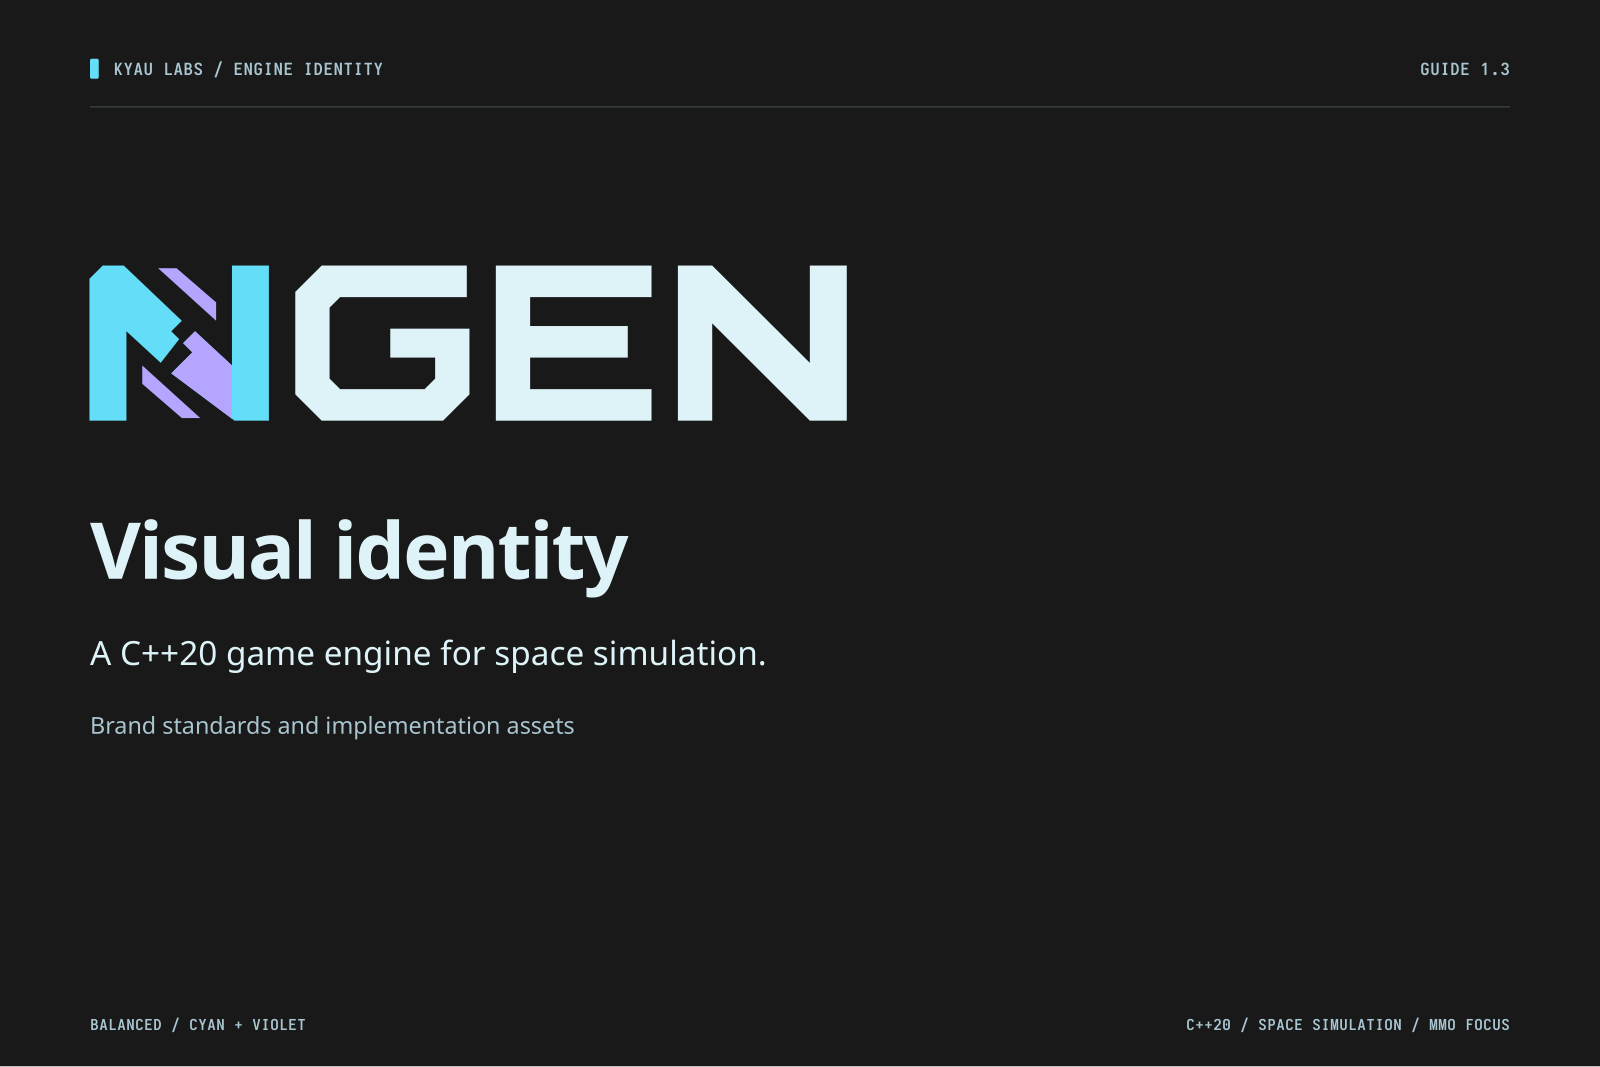 KYAU LABS / ENGINE IDENTITY
GUIDE 1.3
NGEN
Visual identity
A C++20 game engine for space simulation.
Brand standards and implementation assets
BALANCED / CYAN + VIOLET
C++20 / SPACE SIMULATION / MMO FOCUS